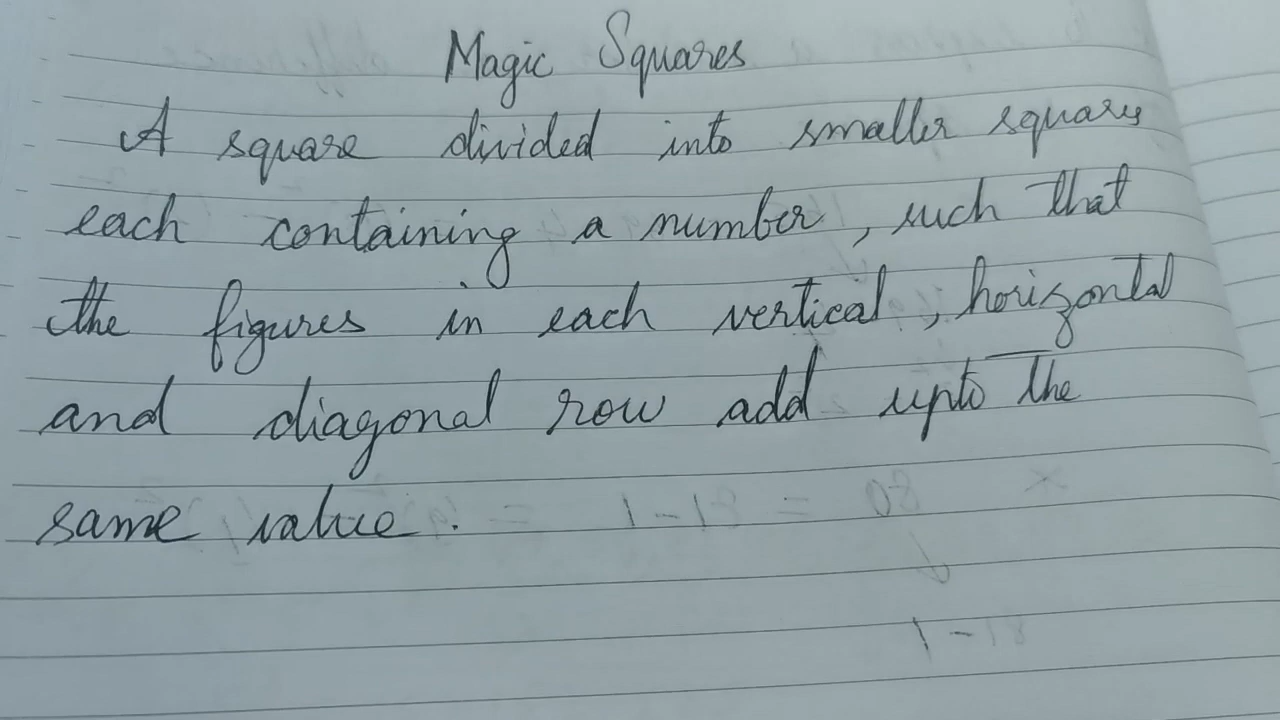 Magic Squares
A square divided into smaller squares
each containing a number, such that
the figures in each vertical, horizontal
and diagonal row add upto the
same value.